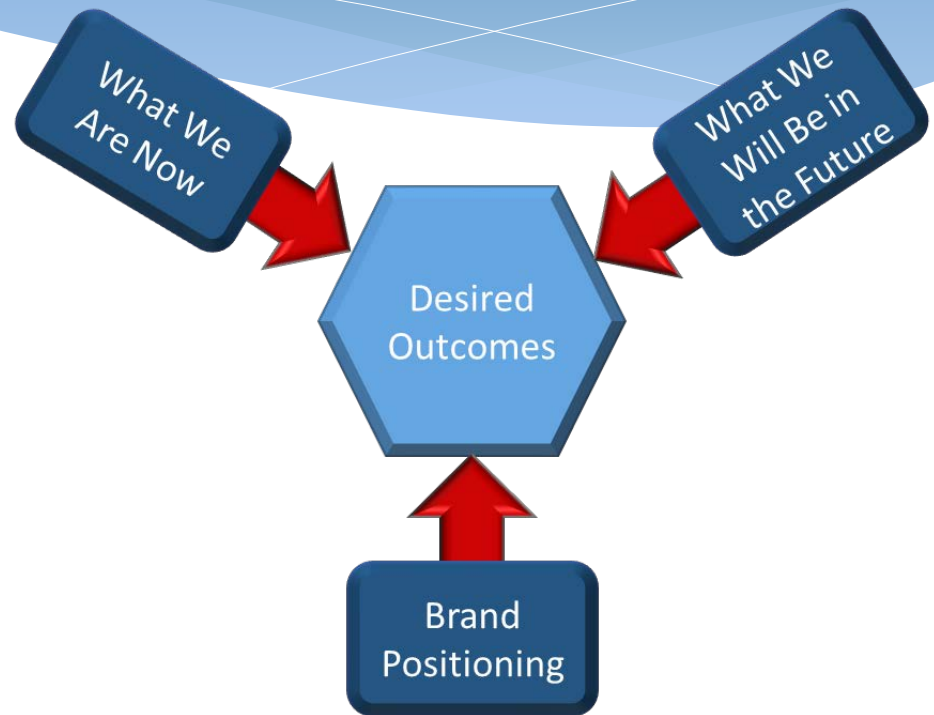 What We
Are Now
What We
Will Be in
the Future
Desired
Outcomes
Brand
Positioning